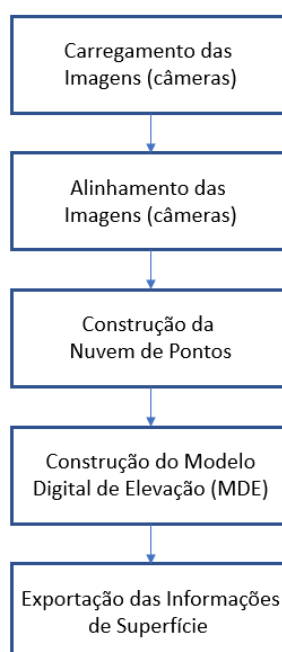 Carregamento das
Imagens (câmeras)
Alinhamento das
Imagens (câmeras)
Construção da
Nuvem de Pontos
Construção do Modelo
Digital de Elevação (MDE)
Exportação das Informações
de Superfície